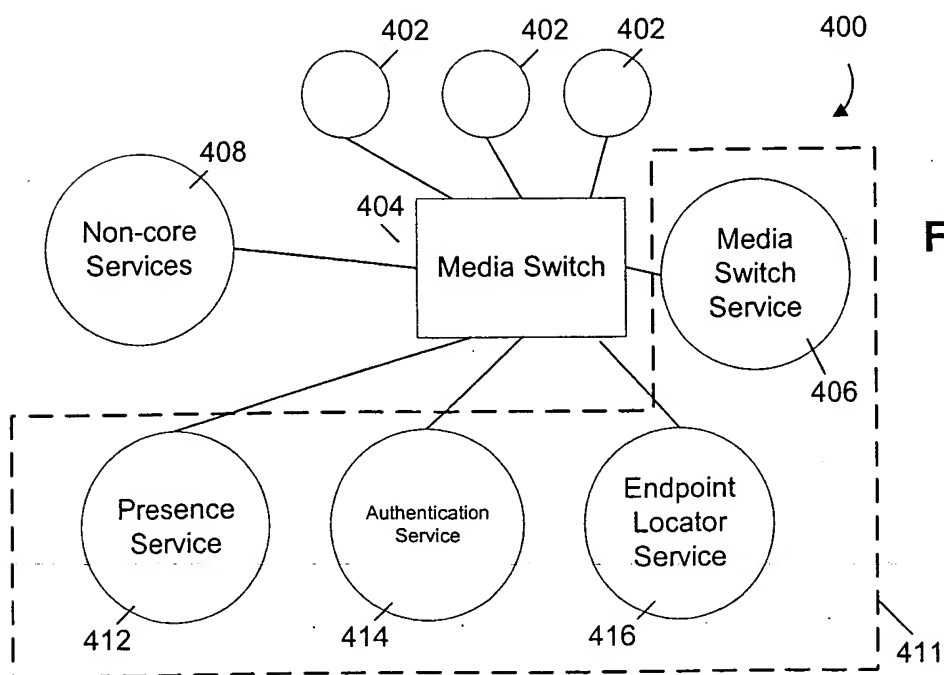 402
402
402
400
408
Non-core
Services
404
Media Switch
Media
Switch
Service
F
406
Presence
Service
Authentication
Service
Endpoint
Locator
Service
412
414
416
411